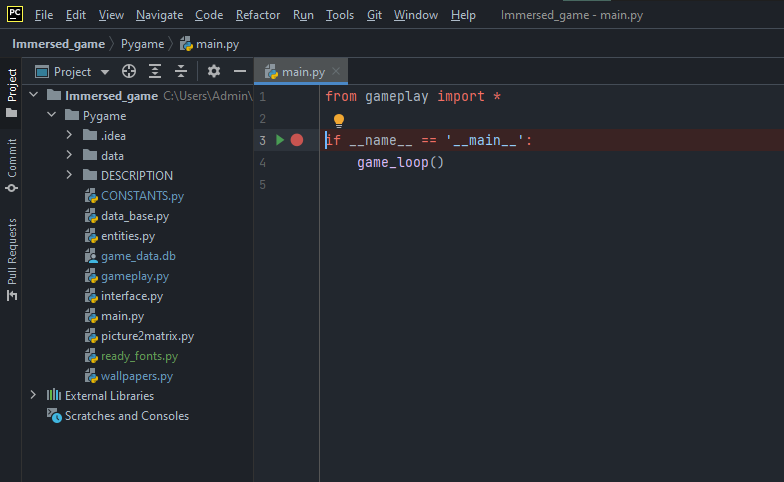 PC File Edit View Navigate Code Refactor Run Tools Git Window Help Immersed_game - main.py
Immersed_game Pygame main.py
Project main.py
Project
Commit
Pull Requests
Immersed_game C:\Users\Admin\
Pygame
.idea
data
DESCRIPTION
CONSTANTS.py
data_base.py
entities.py
game_data.db
gameplay.py
interface.py
main.py
picture2matrix.py
ready_fonts.py
wallpapers.py
External Libraries
Scratches and Consoles
1 from gameplay import *
2
3 if __name__ == '__main__':
4 game_loop()
5